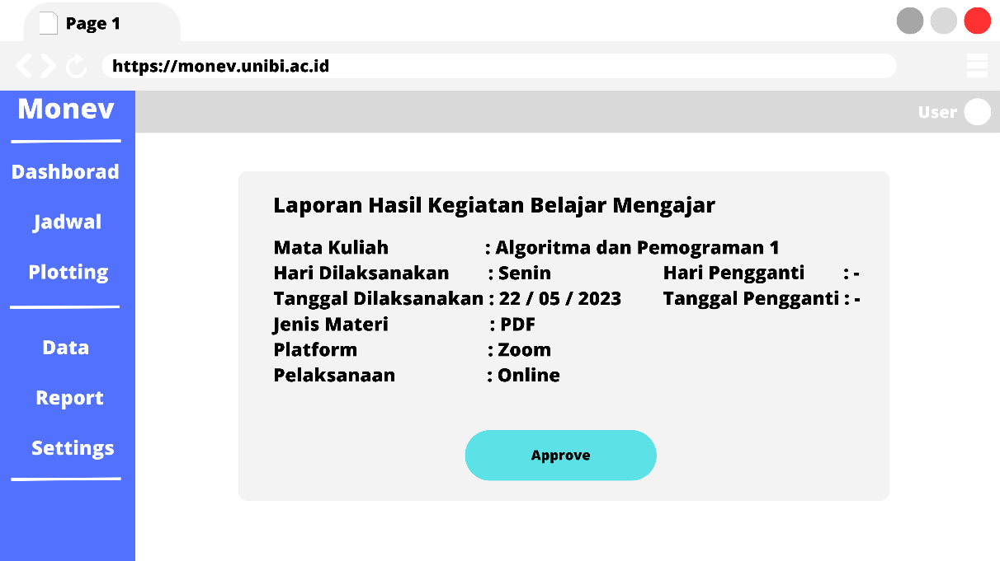 Page 1
https://monev.unibi.ac.id
Monev
User
Dashborad
Jadwal
Plotting
Data
Report
Settings
Laporan Hasil Kegiatan Belajar Mengajar
Mata Kuliah : Algoritma dan Pemograman 1
Hari Dilaksanakan : Senin Hari Pengganti : -
Tanggal Dilaksanakan : 22 / 05 / 2023 Tanggal Pengganti : -
Jenis Materi : PDF
Platform : Zoom
Pelaksanaan : Online
Approve